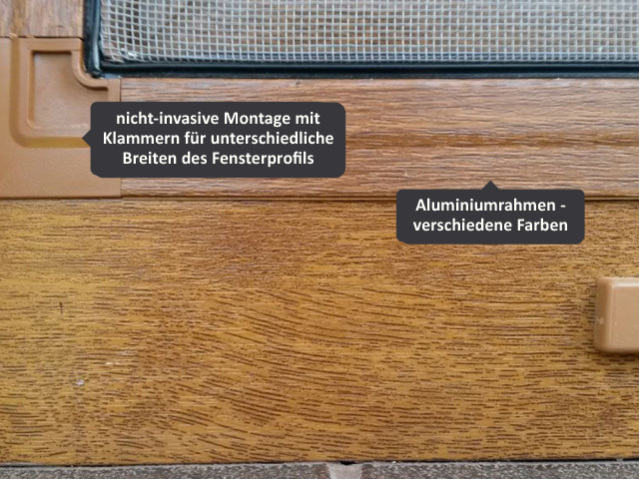 nicht-invasive Montage mit
Klammern für unterschiedliche
Breiten des Fensterprofils
Aluminiumrahmen -
verschiedene Farben